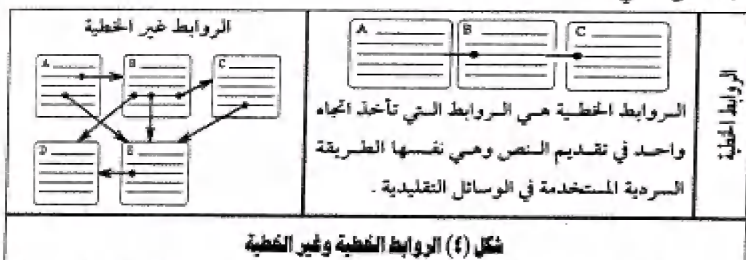 الروابط الخطية
A B C
الروابط الخطية هي الروابط التي تأخذ اتجاه
واحد في تقديم النص وهي نفسها الطريقة
السردية المستخدمة في الوسائل التقليدية .
الروابط غير الخطية
A B C
D E
شكل (٤) الروابط الخطية وغير الخطية